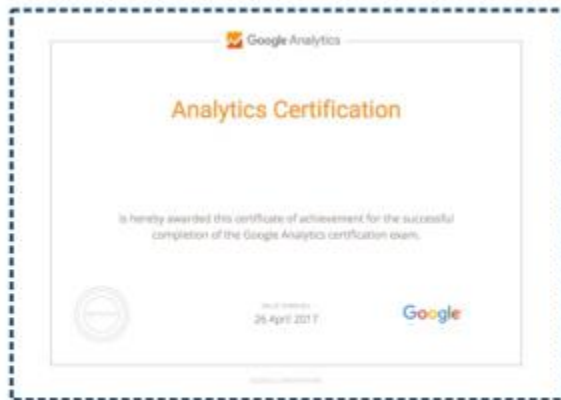 Google Analytics
Analytics Certification
is hereby awarded this certificate of achievement for the successful
completion of the Google Analytics certification exam.
26 April 2017
Google